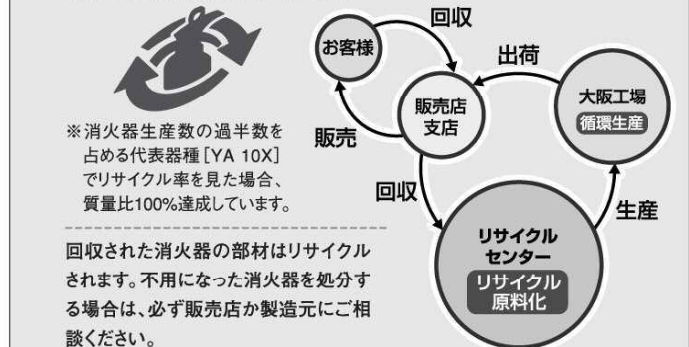 ※消火器生産数の過半数を
占める代表器種［YA 10X］
でリサイクル率を見た場合、
質量比100%達成しています。
回収された消火器の部材はリサイクル
されます。不用になった消火器を処分す
る場合は、必ず販売店か製造元にご相
談ください。
回収
お客様
出荷
販売店
支店
大阪工場
循環生産
販売
回収
生産
リサイクル
センター
リサイクル
原料化